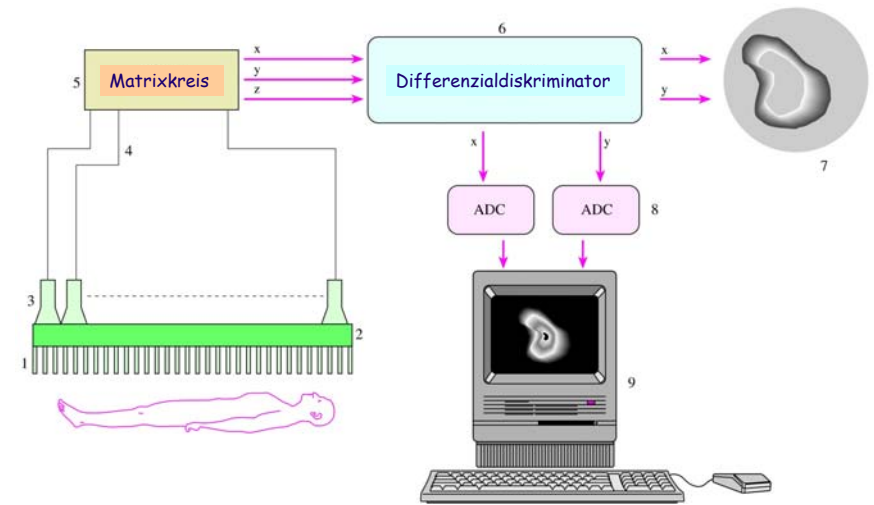 6
x
x
5
Matrixkreis
y
Differenzialdiskriminator
z
y
4
x
y
7
ADC
ADC
8
3
2
1
9